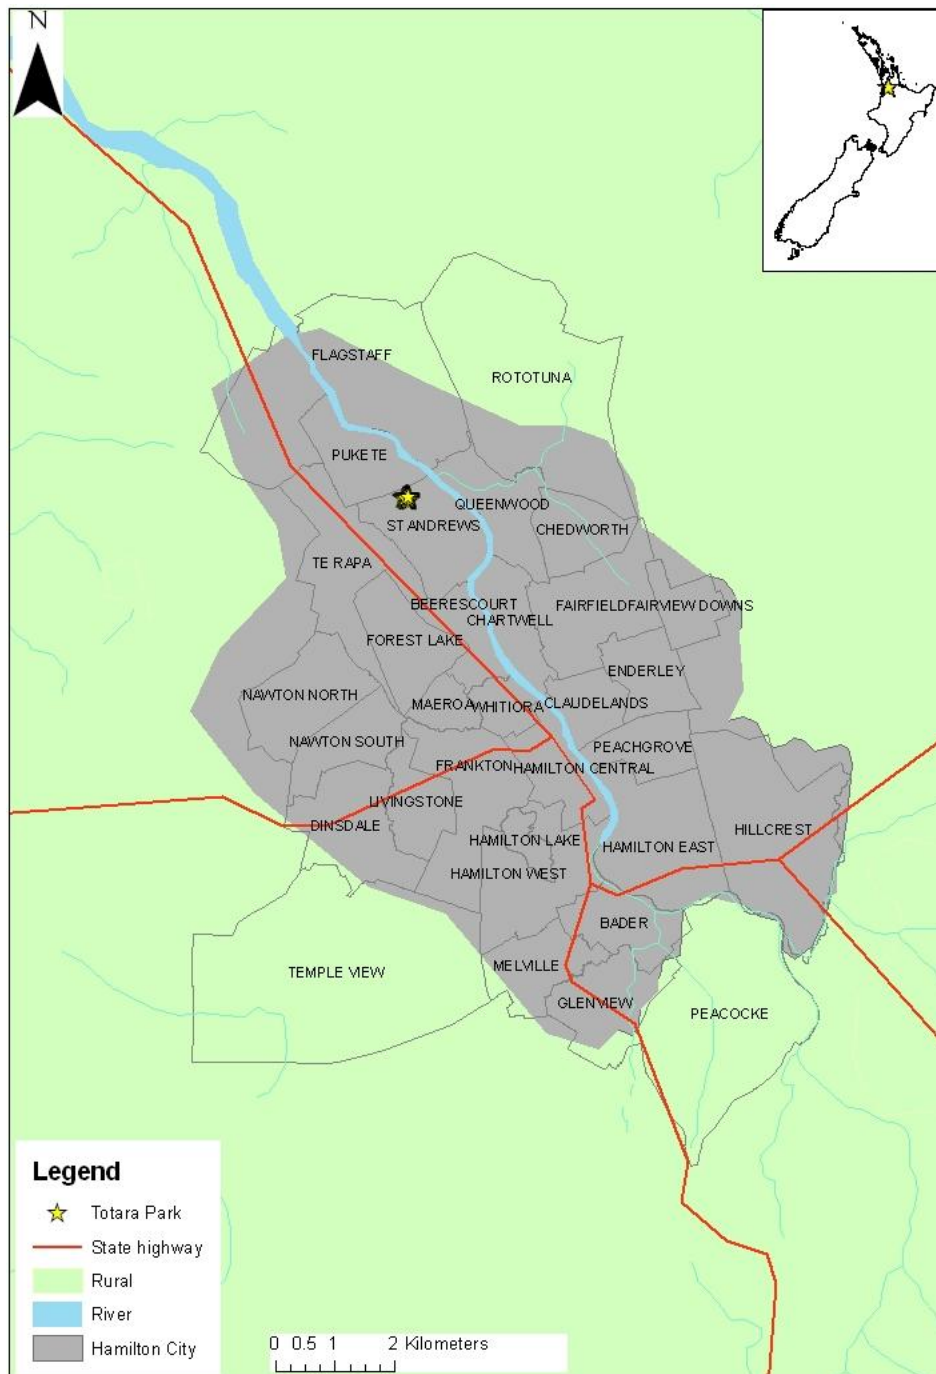 N
FLAGSTAFF
ROTOTUNA
PUKETE
QUEENWOOD
ST ANDREWS
CHEDWORTH
TE RAPA
BEERESCOURT
FAIRFIELD
FAIRVIEW DOWNS
CHARTWELL
FOREST LAKE
ENDERLEY
NAWTON NORTH
MAEROA
WHITIORA
CLAUDELANDS
NAWTON SOUTH
PEACHGROVE
FRANKTON
HAMILTON CENTRAL
LIVINGSTONE
DINSDALE
HILLCREST
HAMILTON LAKE
HAMILTON EAST
HAMILTON WEST
BADER
MELVILLE
TEMPLE VIEW
GLENVIEW
PEACOCKE
Legend
Totara Park
State highway
Rural
River
Hamilton City
0 0.5 1 2 Kilometers